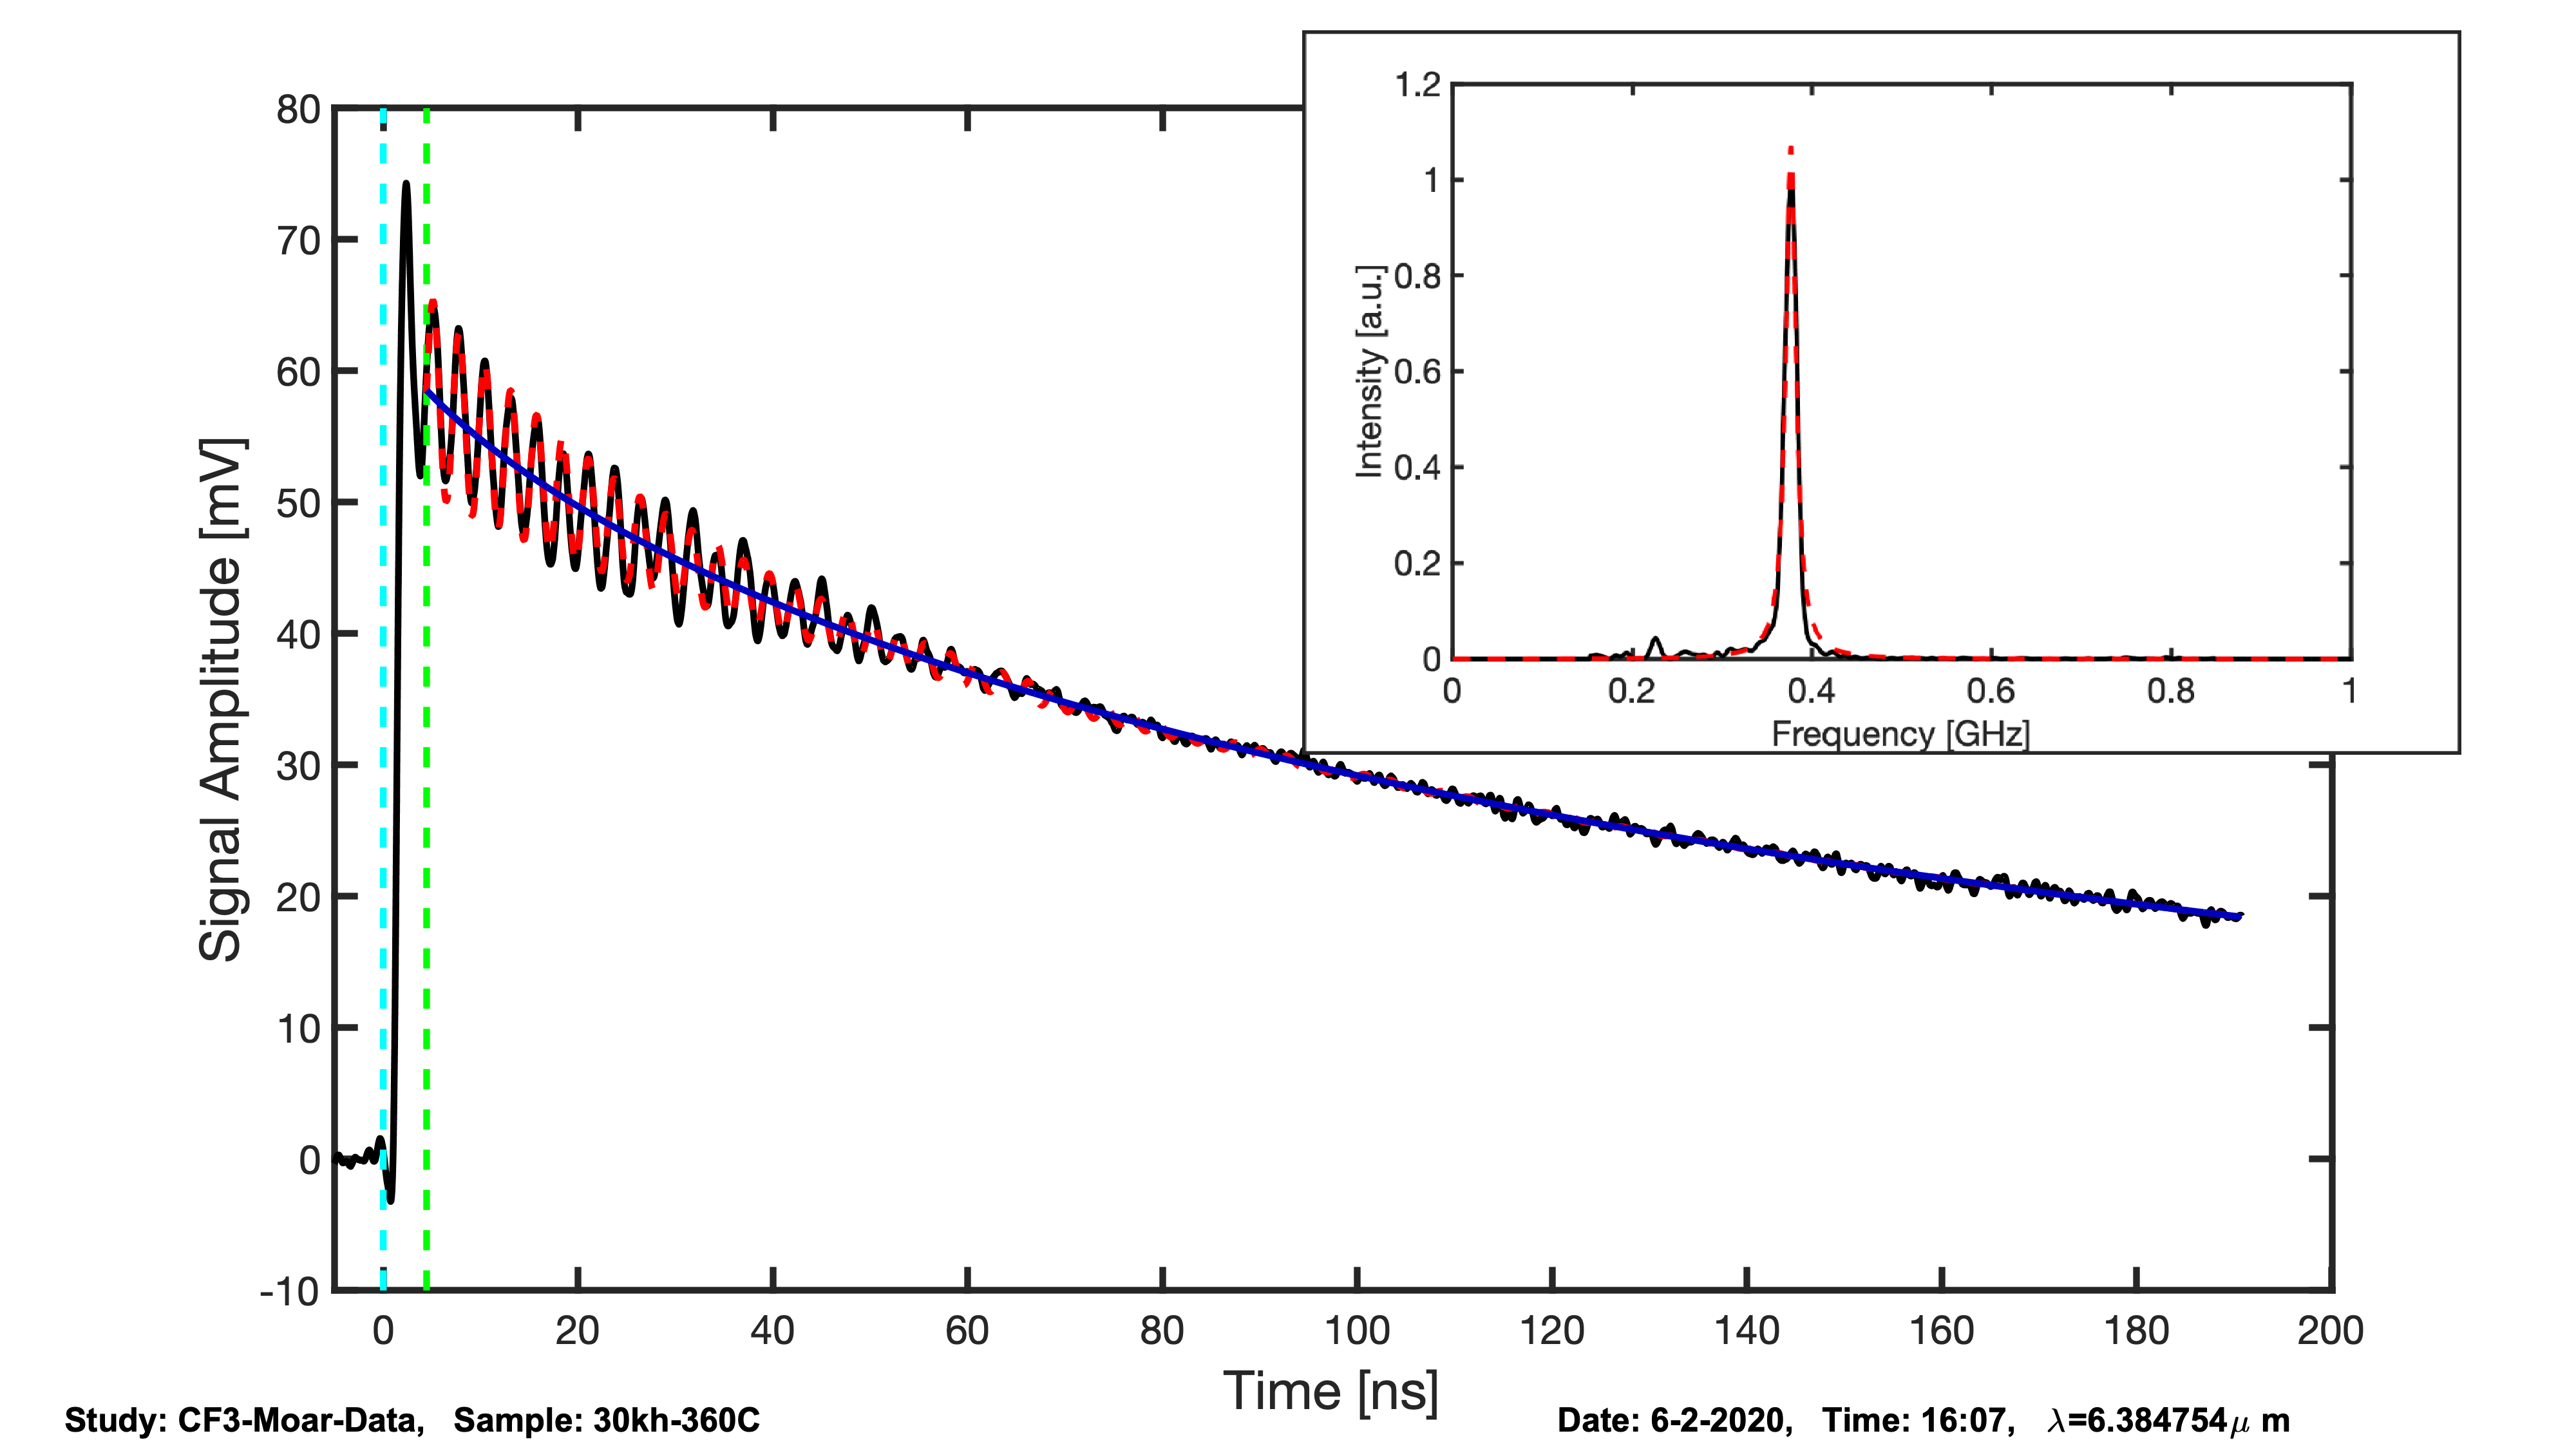 1.2
1
0.8
0.6
0.4
0.2
0
Intensity [a.u.]
0 0.2 0.4 0.6 0.8 1
Frequency [GHz]
80
70
60
50
40
30
20
10
0
-10
Signal Amplitude [mV]
0 20 40 60 80 100 120 140 160 180 200
Time [ns]
Study: CF3-Moar-Data, Sample: 30kh-360C
Date: 6-2-2020, Time: 16:07, λ=6.384754μ m